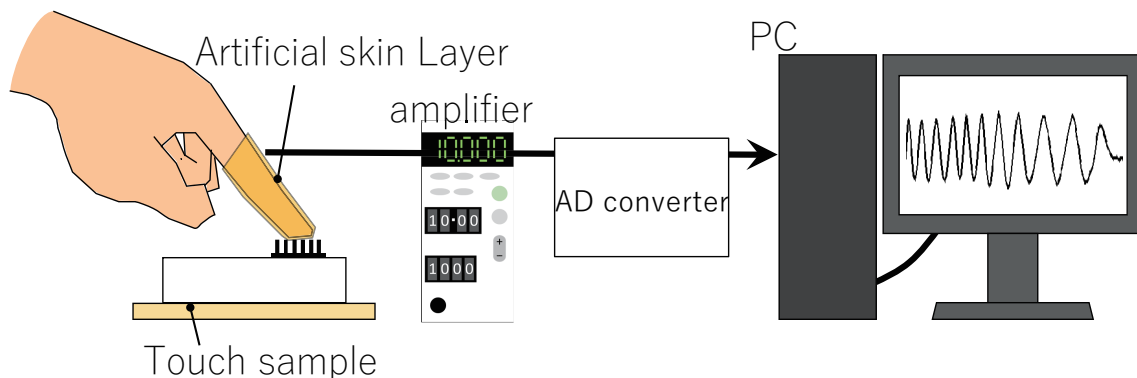 PC
Artificial skin Layer
amplifier
10.000
AD converter
10•00
+
−
1000
Touch sample